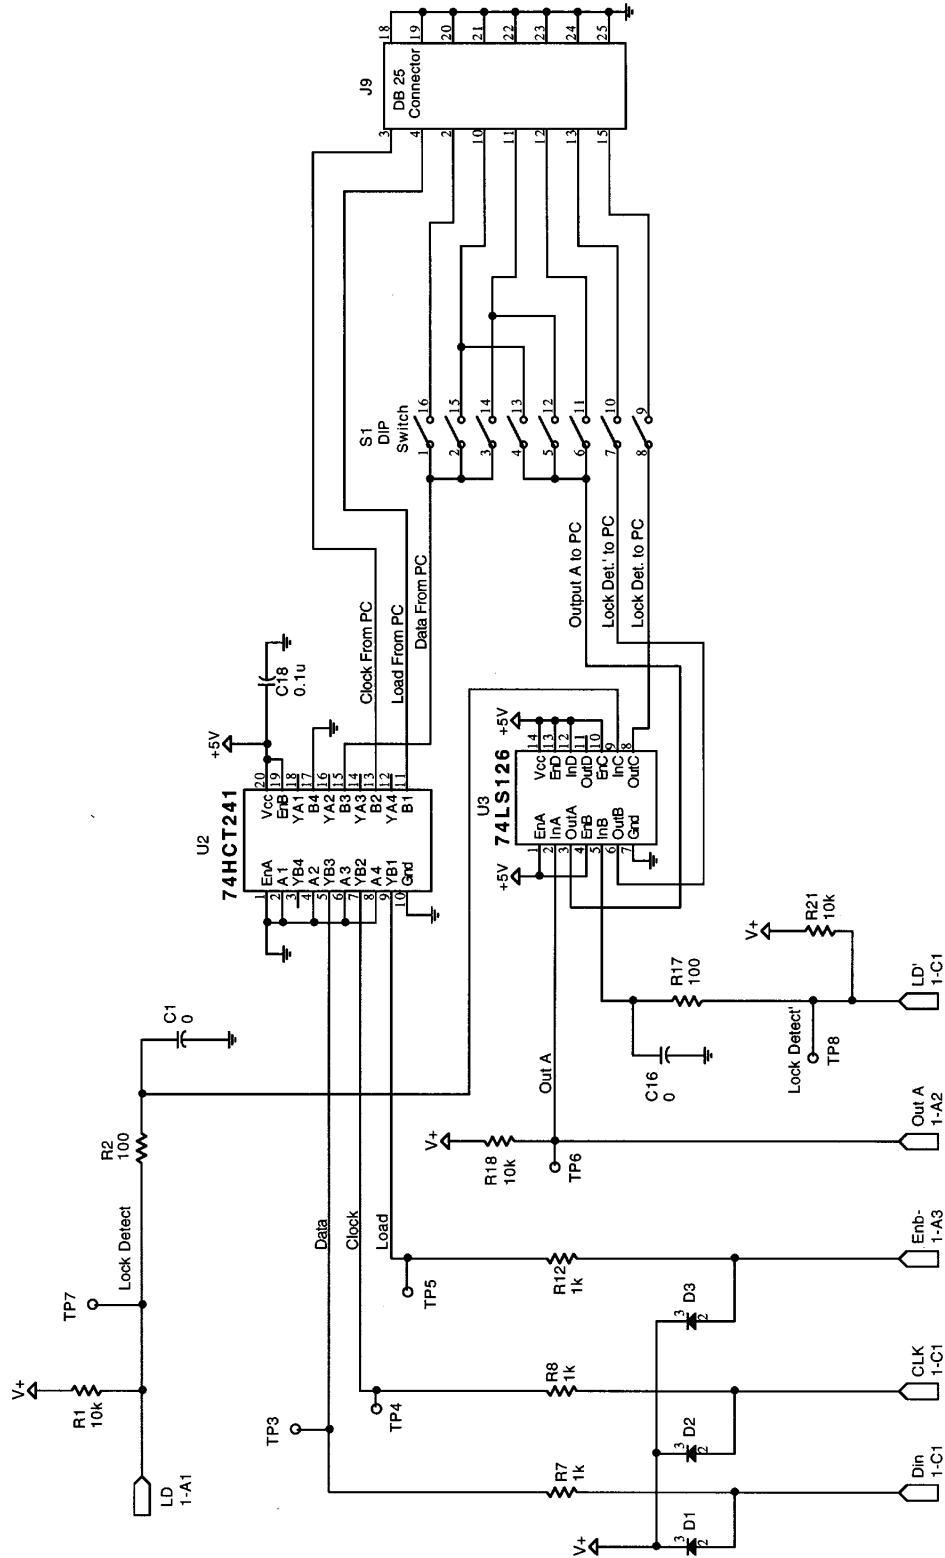 J9
DB 25
Connector
18
19
20
21
22
23
24
25
3
4
2
10
11
12
13
15
S1
DIP
Switch
16
15
14
13
12
11
10
9
1
2
3
4
5
6
7
8
Clock From PC
Load From PC
Data From PC
Output A to PC
Lock Det.' to PC
Lock Det. to PC
+5V
C18
0.1u
U2
74HCT241
20
19
18
17
16
15
14
13
12
11
Vcc
EnB
YA1
B4
YA2
B3
YA3
B2
YA4
B1
EnA
A1
YB4
A2
YB3
A3
YB2
A4
YB1
Gnd
1
2
3
4
5
6
7
8
9
10
U3
74LS126
+5V
14
13
12
11
10
9
8
Vcc
EnD
InD
OutD
EnC
InC
OutC
EnA
InA
OutA
EnB
InB
OutB
Gnd
1
2
3
4
5
6
7
+5V
C1
0
R2
100
Lock Detect
TP7
V+
R1
10k
LD
1-A1
Data
Clock
Load
TP3
TP4
TP5
Out A
V+
R18
10k
TP6
C16
0
R17
100
V+
R21
10k
Lock Detect'
TP8
R7
1k
R8
1k
R12
1k
V+
D1
3
2
D2
3
2
D3
3
2
Din
1-C1
CLK
1-C1
Enb-
1-A3
Out A
1-A2
LD'
1-C1